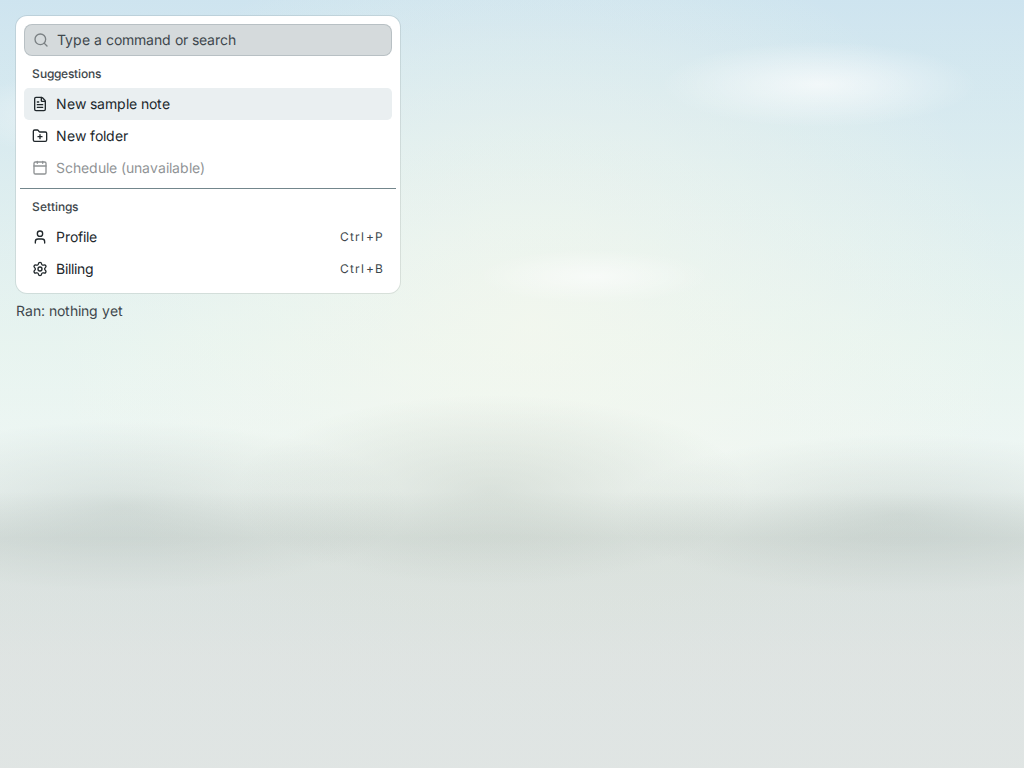 Type a command or search
Suggestions
New sample note
New folder
Schedule (unavailable)
Settings
Profile Ctrl+P
Billing Ctrl+B
Ran: nothing yet